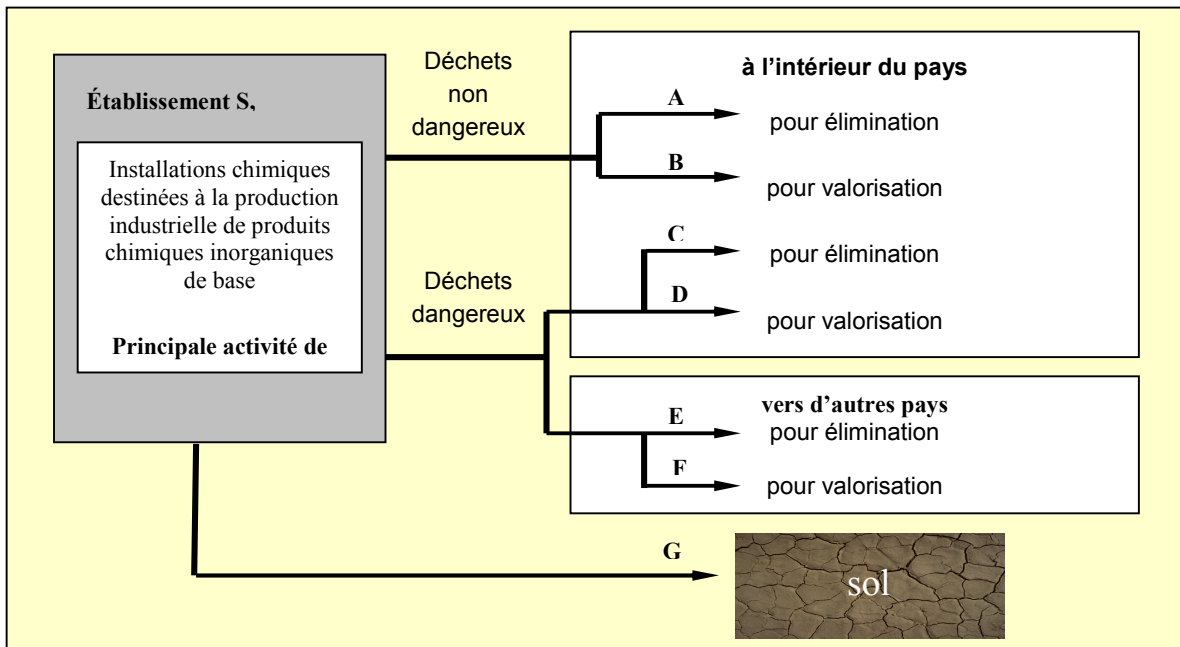 Établissement S,
Installations chimiques
destinées à la production
industrielle de produits
chimiques inorganiques
de base
Principale activité de
Déchets
non
dangereux
Déchets
dangereux
à l'intérieur du pays
A
pour élimination
B
pour valorisation
C
pour élimination
D
pour valorisation
vers d'autres pays
E
pour élimination
F
pour valorisation
G
sol